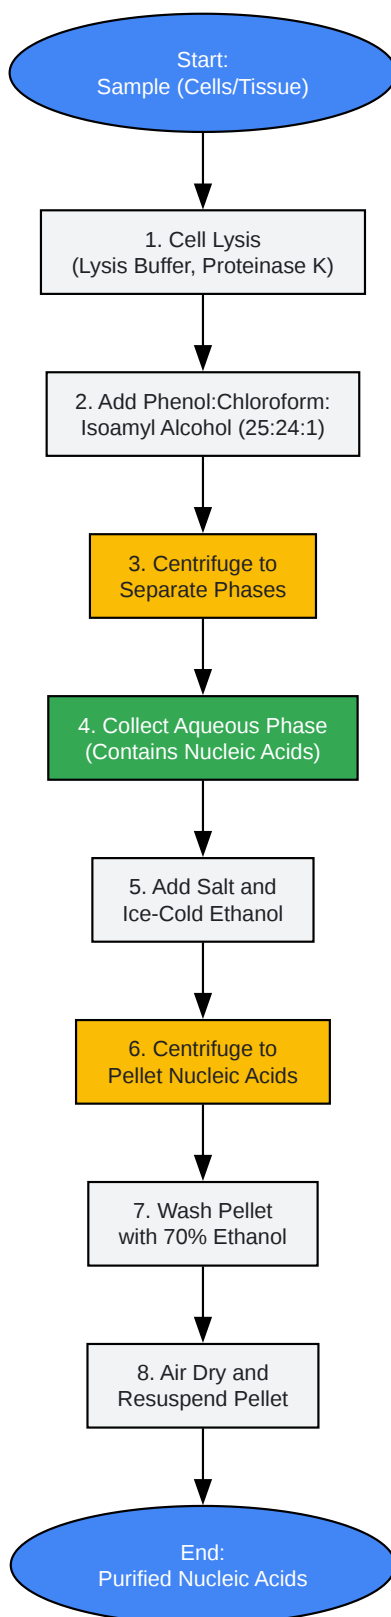 Start:
Sample (Cells/Tissue)
1. Cell Lysis
(Lysis Buffer, Proteinase K)
2. Add Phenol:Chloroform:
Isoamyl Alcohol (25:24:1)
3. Centrifuge to
Separate Phases
4. Collect Aqueous Phase
(Contains Nucleic Acids)
5. Add Salt and
Ice-Cold Ethanol
6. Centrifuge to
Pellet Nucleic Acids
7. Wash Pellet
with 70% Ethanol
8. Air Dry and
Resuspend Pellet
End:
Purified Nucleic Acids